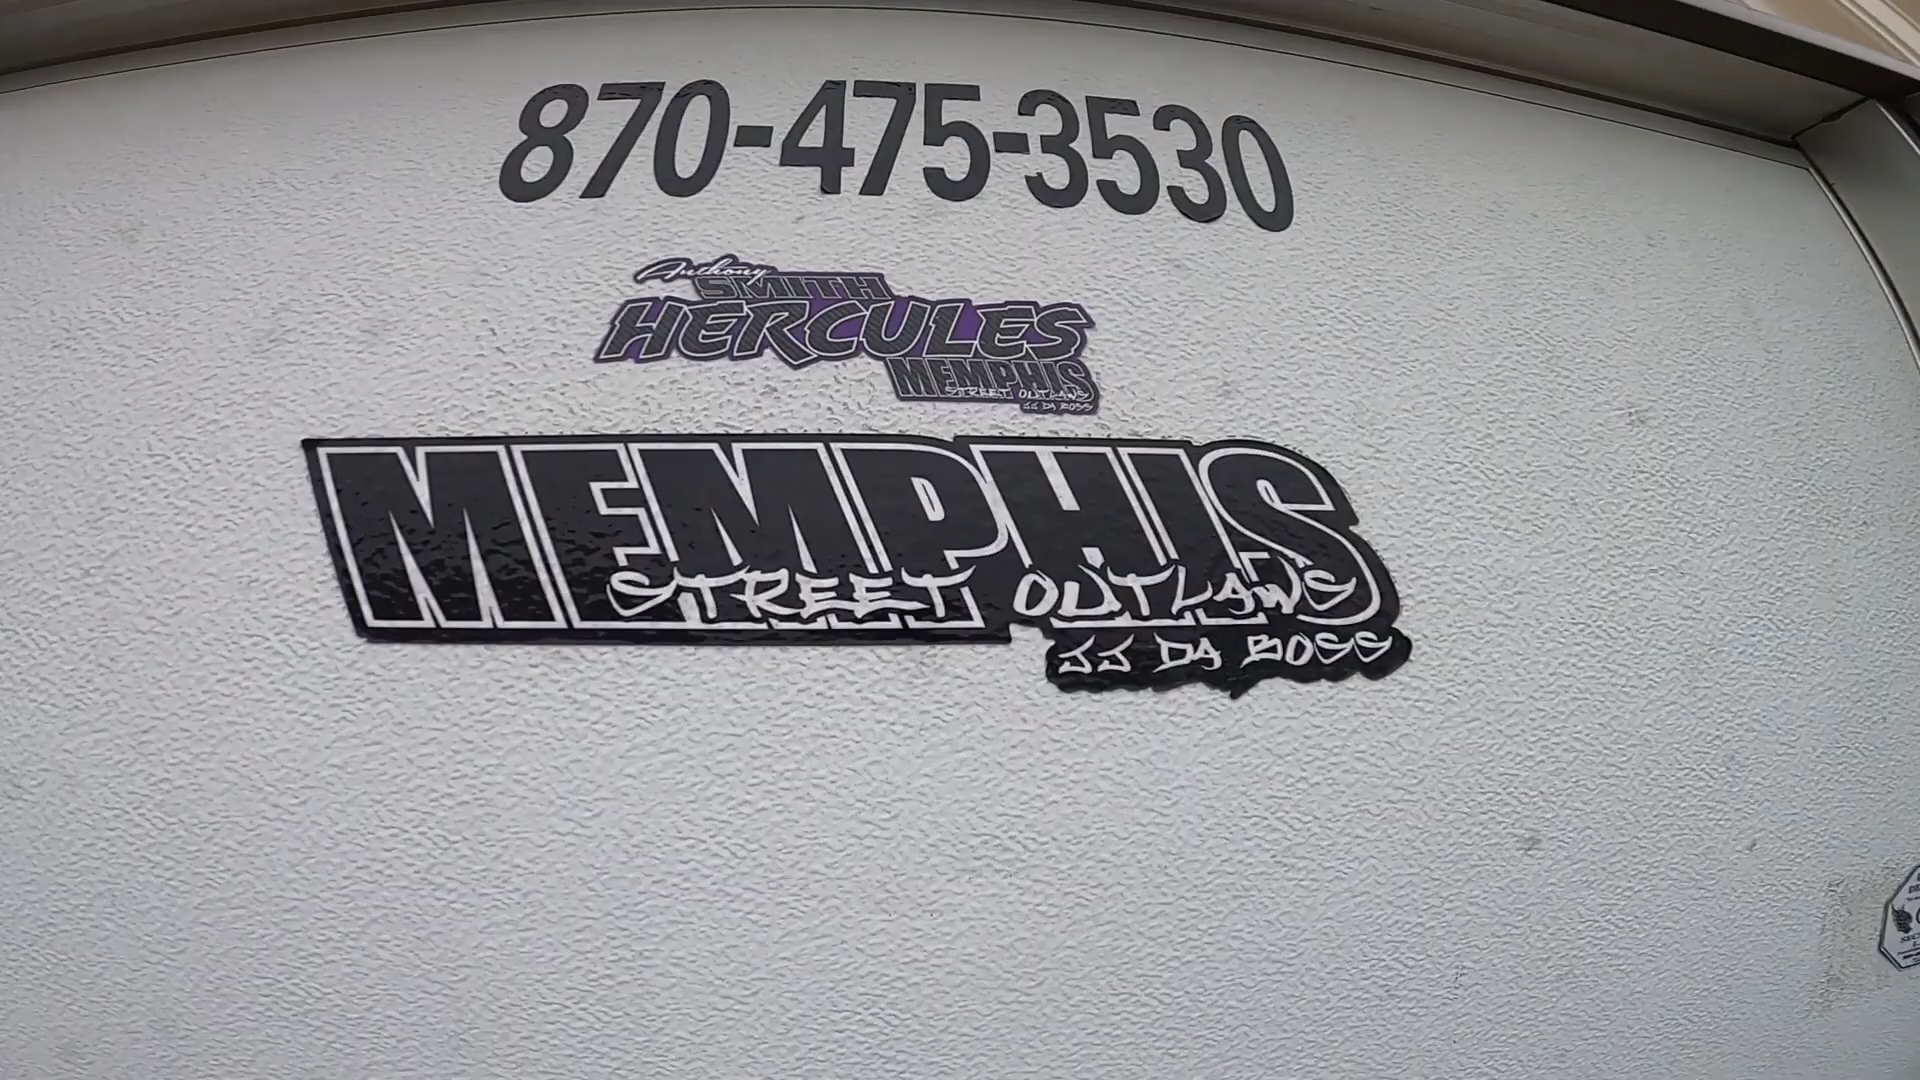 870-475-3530
Anthony
SMITH
HERCULES
MEMPHIS
STREET OUTLAWS
JJ DA BOSS
MEMPHIS
STREET OUTLAWS
JJ DA BOSS